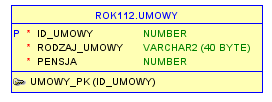 ROK112.UMOWY
P * ID_UMOWY NUMBER
* RODZAJ_UMOWY VARCHAR2 (40 BYTE)
* PENSJA NUMBER
UMOWY_PK (ID_UMOWY)